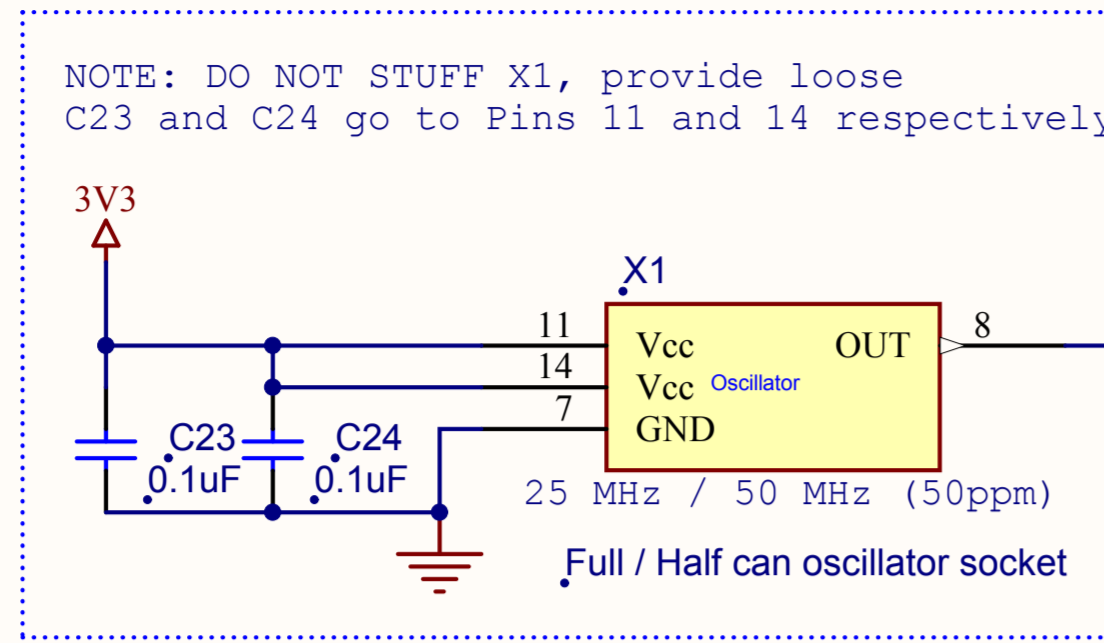 NOTE: DO NOT STUFF X1, provide loose
C23 and C24 go to Pins 11 and 14 respectively
3V3
X1
11
Vcc
OUT
8
14
Vcc
Oscillator
7
GND
C23
0.1uF
C24
0.1uF
25 MHz / 50 MHz (50ppm)
Full / Half can oscillator socket